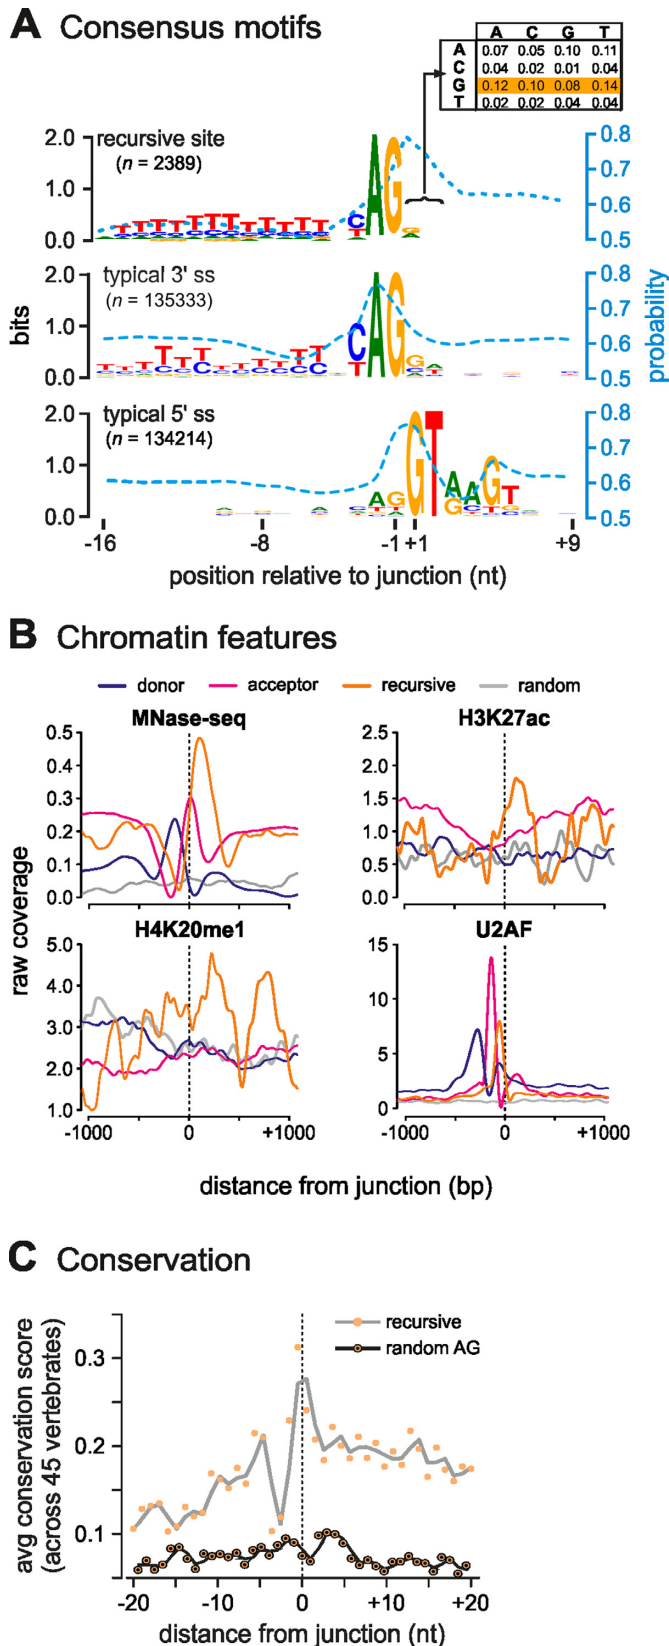 A Consensus motifs
A C G T
A 0.07 0.05 0.10 0.11
C 0.04 0.02 0.01 0.04
G 0.12 0.10 0.08 0.14
T 0.02 0.02 0.04 0.04
recursive site
(n = 2389)
2.0
1.0
0.0
AG
0.8
0.7
0.6
0.5
typical 3' ss
(n = 135333)
2.0
1.0
0.0
CAG
0.8
0.7
0.6
0.5
bits
probability
typical 5' ss
(n = 134214)
2.0
1.0
0.0
GT
0.8
0.7
0.6
0.5
-16 -8 -1 +1 +9
position relative to junction (nt)
B Chromatin features
donor acceptor recursive random
MNase-seq
0.5
0.4
0.3
0.2
0.1
0.0
H3K27ac
2.5
2.0
1.5
1.0
0.5
0.0
raw coverage
H4K20me1
5.0
4.0
3.0
2.0
1.0
-1000 0 +1000
U2AF
15
10
5
0
-1000 0 +1000
distance from junction (bp)
C Conservation
recursive
random AG
avg conservation score
(across 45 vertebrates)
0.3
0.2
0.1
-20 -10 0 +10 +20
distance from junction (nt)